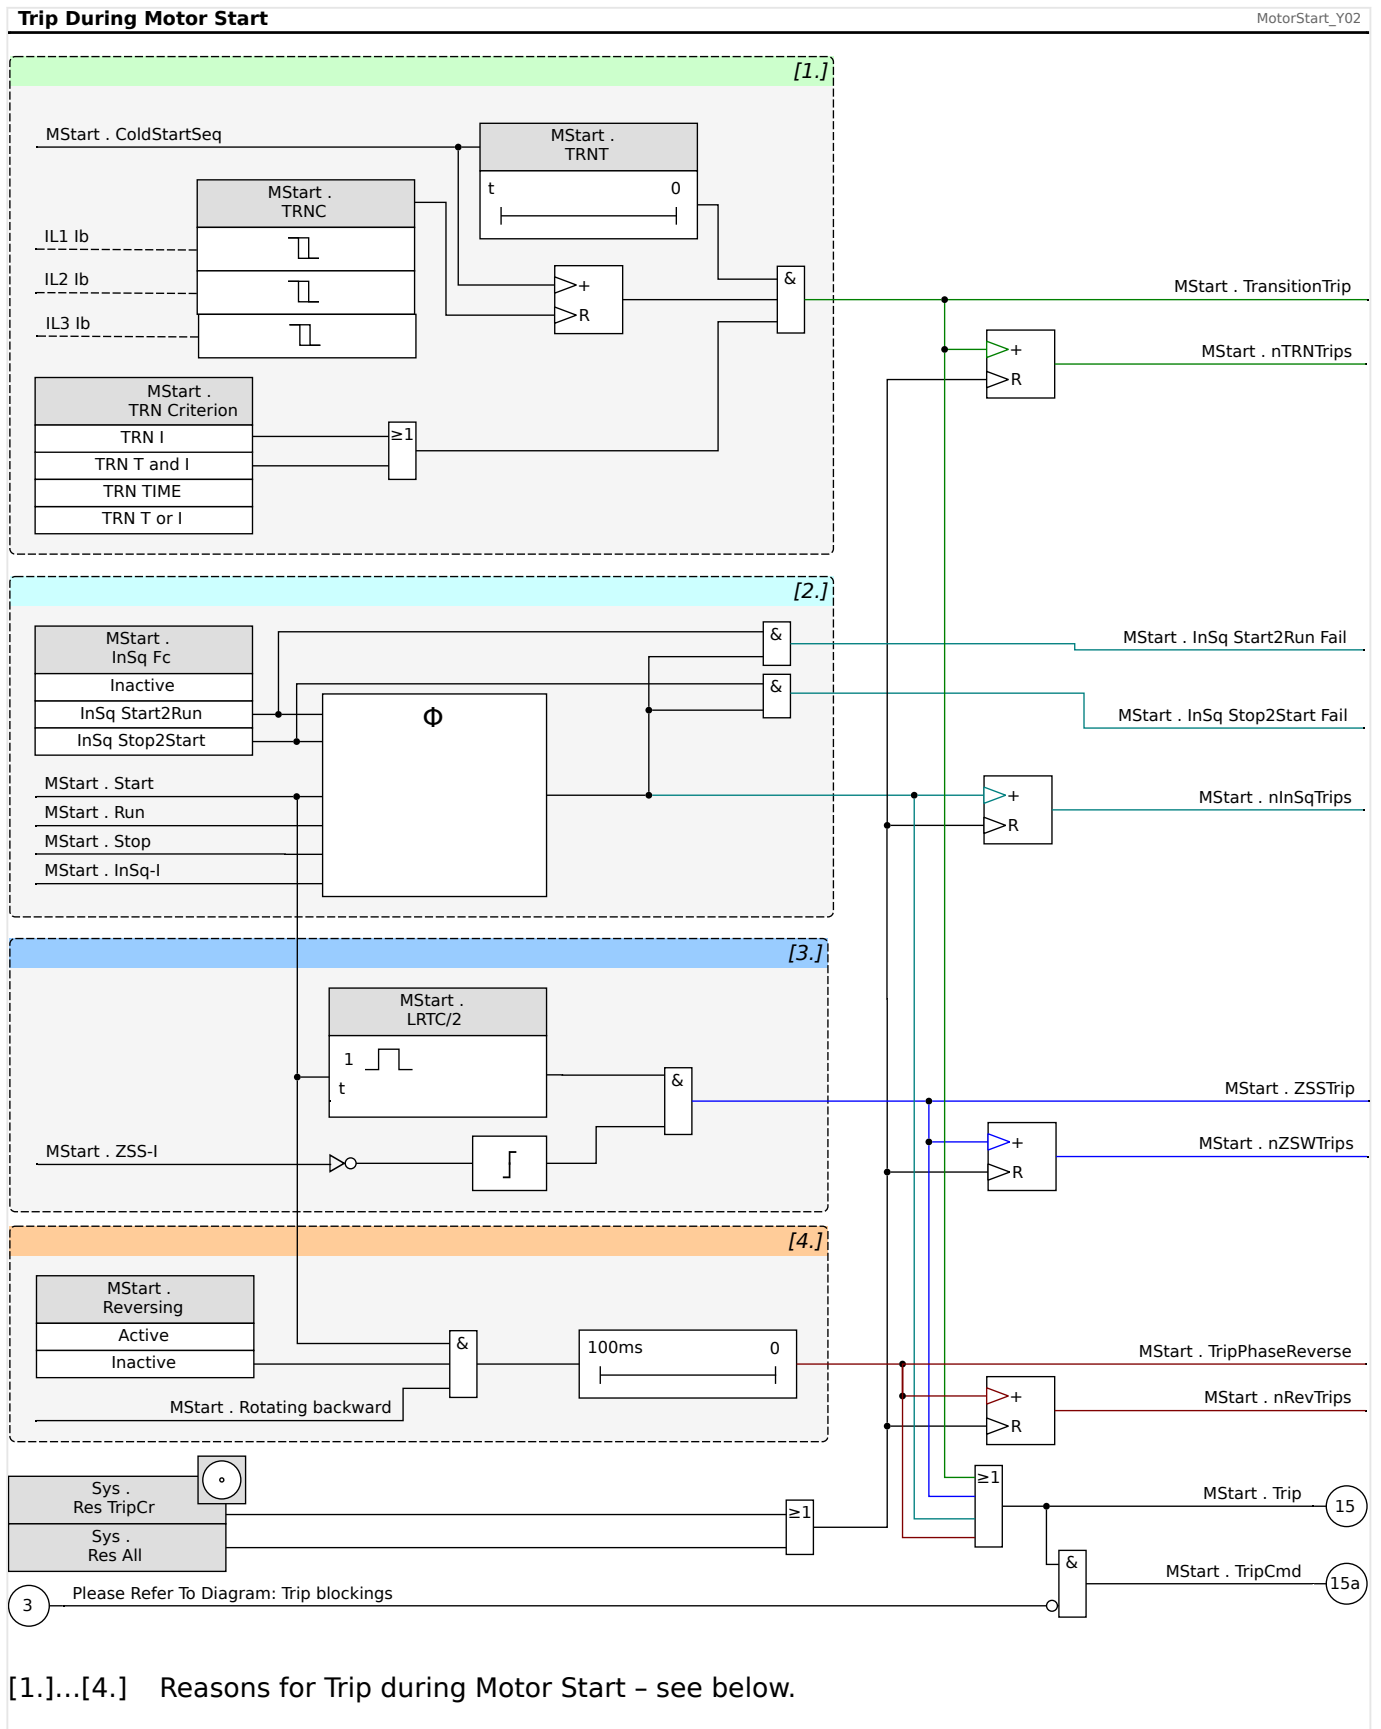 Trip During Motor Start
MotorStart_Y02
[1.]
MStart . ColdStartSeq
MStart .
TRNT
t 0
MStart .
TRNC
IL1 Ib
IL2 Ib
IL3 Ib
+
R
&
MStart . TransitionTrip
+
R
MStart . nTRNTrips
MStart .
TRN Criterion
TRN I
TRN T and I
TRN TIME
TRN T or I
≥1
[2.]
MStart .
InSq Fc
Inactive
InSq Start2Run
InSq Stop2Start
Φ
&
&
MStart . InSq Start2Run Fail
MStart . InSq Stop2Start Fail
MStart . Start
MStart . Run
MStart . Stop
MStart . InSq-I
+
R
MStart . nInSqTrips
[3.]
MStart .
LRTC/2
1
t
&
MStart . ZSS-I
MStart . ZSSTrip
+
R
MStart . nZSWTrips
[4.]
MStart .
Reversing
Active
Inactive
MStart . Rotating backward
&
100ms 0
MStart . TripPhaseReverse
+
R
MStart . nRevTrips
Sys .
Res TripCr
Sys .
Res All
≥1
≥1
MStart . Trip
15
&
MStart . TripCmd
15a
3
Please Refer To Diagram: Trip blockings
[1.]...[4.] Reasons for Trip during Motor Start – see below.